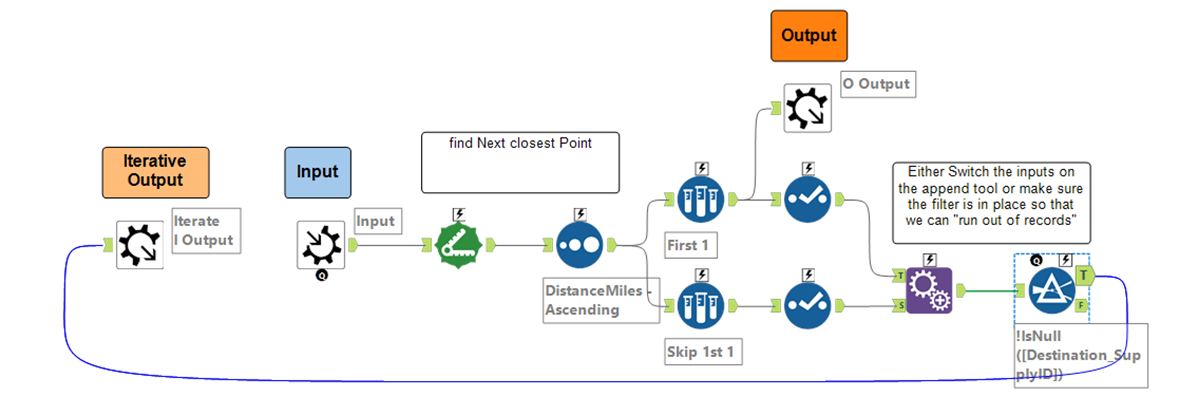 Output
O Output
find Next closest Point
Iterative
Output
Input
Either Switch the inputs on
the append tool or make sure
the filter is in place so that
we can "run out of records"
Iterate
I Output
Input
First 1
DistanceMiles -
Ascending
Skip 1st 1
T
S
T
F
Q
Q
!IsNull
([Destination_Sup
plyID])